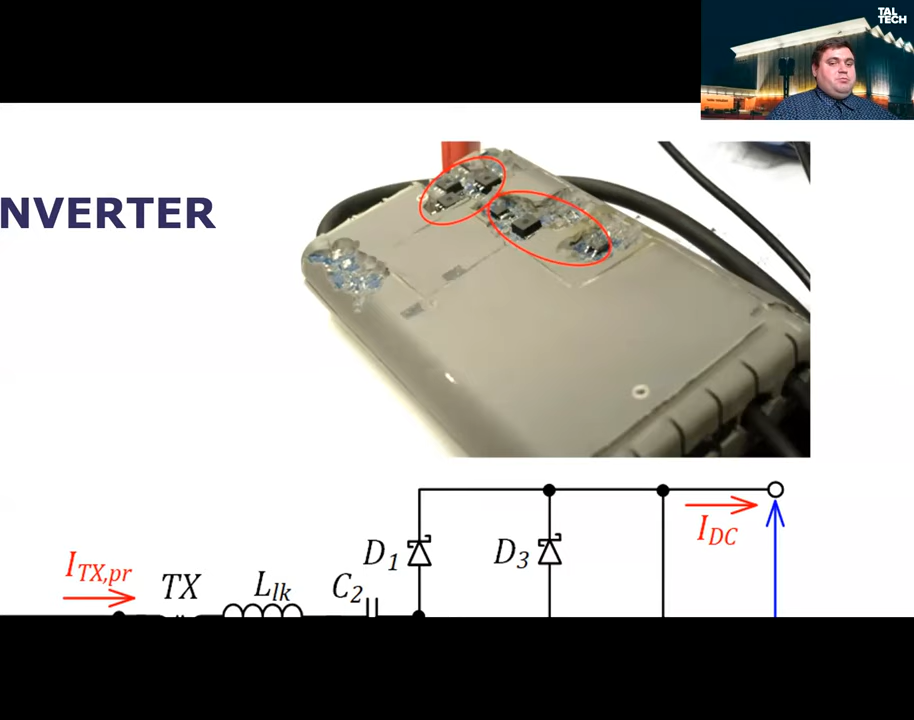 TAL
TECH
NVERTER
I_DC
D_1
D_3
I_TX,pr
TX
L_lk
C_2